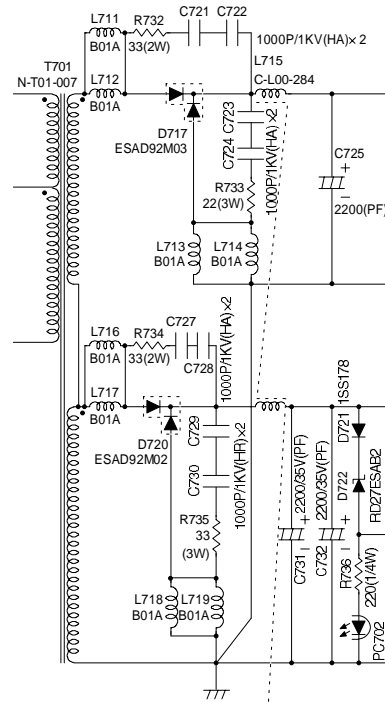 L711
B01A
R732
33(2W)
C721
C722
1000P/1KV(HA)×2
T701
N-T01-007
L712
B01A
L715
C-L00-284
D717
ESAD92M03
C723
C724
1000P/1KV(HA)×2
R733
22(3W)
C725
+
2200(PF)
L713
B01A
L714
B01A
L716
B01A
R734
33(2W)
C727
C728
1000P/1KV(HA)×2
L717
B01A
D720
ESAD92M02
C729
C730
1000P/1KV(HR)×2
R735
33
(3W)
L718
B01A
L719
B01A
C731
+
2200/35V(PF)
C732
+
2200/35V(PF)
D721
1SS178
D722
RD27ESAB2
R736
220(1/4W)
PC702